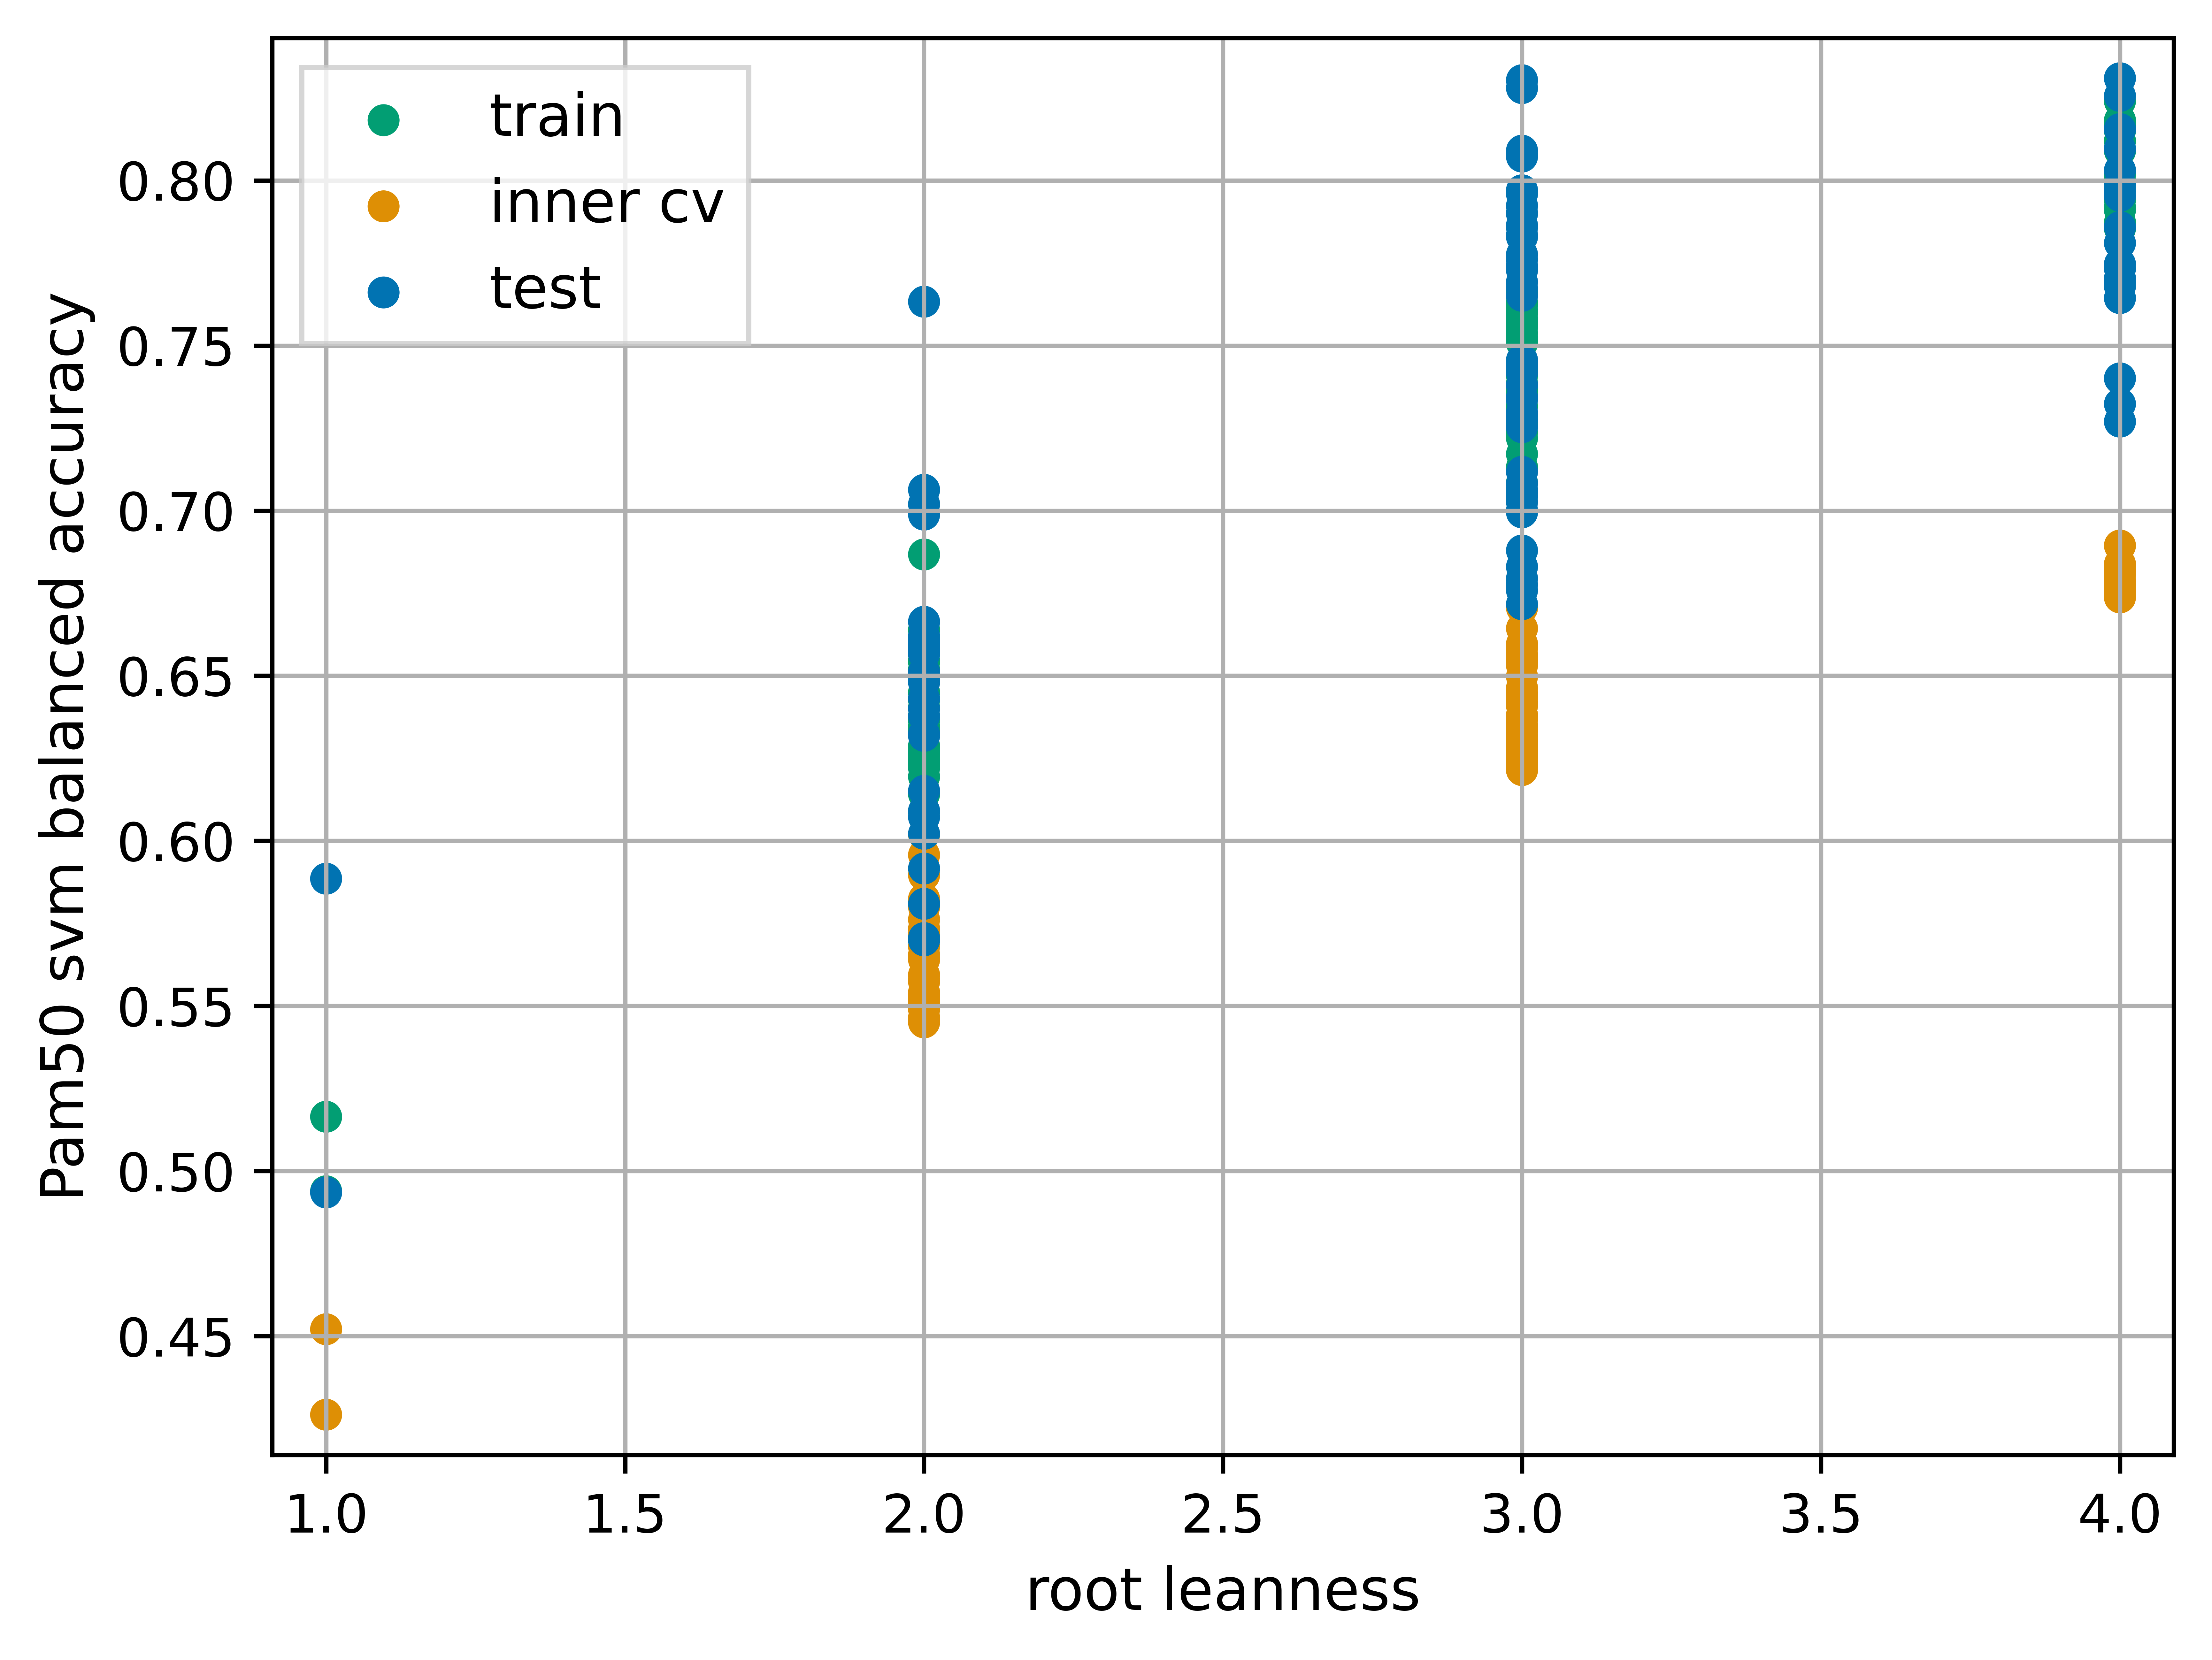 train
inner cv
test
Pam50 svm balanced accuracy
0.80
0.75
0.70
0.65
0.60
0.55
0.50
0.45
1.0 1.5 2.0 2.5 3.0 3.5 4.0
root leanness